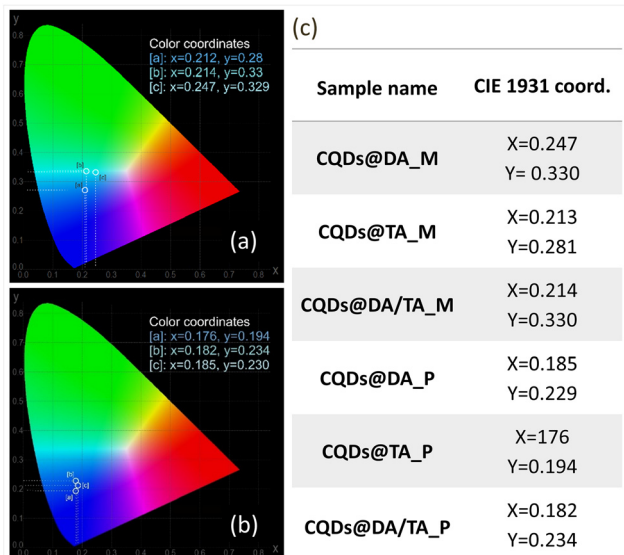 y
Color coordinates
[a]: x=0.212, y=0.28
[b]: x=0.214, y=0.33
[c]: x=0.247, y=0.329
0.8
0.7
0.6
0.5
0.4
0.3
0.2
0.1
0.0
[b]
[c]
[a]
(a)
0.0 0.1 0.2 0.3 0.4 0.5 0.6 0.7 0.8 x
y
Color coordinates
[a]: x=0.176, y=0.194
[b]: x=0.182, y=0.234
[c]: x=0.185, y=0.230
0.8
0.7
0.6
0.5
0.4
0.3
0.2
0.1
0.0
[b]
[c]
[a]
(b)
0.0 0.1 0.2 0.3 0.4 0.5 0.6 0.7 0.8 x
(c)
Sample name CIE 1931 coord.
CQDs@DA_M X=0.247
Y= 0.330
CQDs@TA_M X=0.213
Y=0.281
CQDs@DA/TA_M X=0.214
Y=0.330
CQDs@DA_P X=0.185
Y=0.229
CQDs@TA_P X=176
Y=0.194
CQDs@DA/TA_P X=0.182
Y=0.234